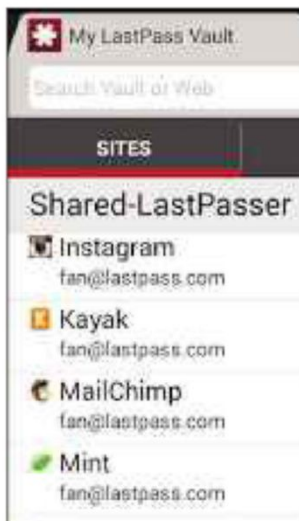 My LastPass Vault
Search Vault or Web
SITES
Shared-LastPasser
Instagram
fan@lastpass.com
Kayak
fan@lastpass.com
MailChimp
fan@lastpass.com
Mint
fan@lastpass.com